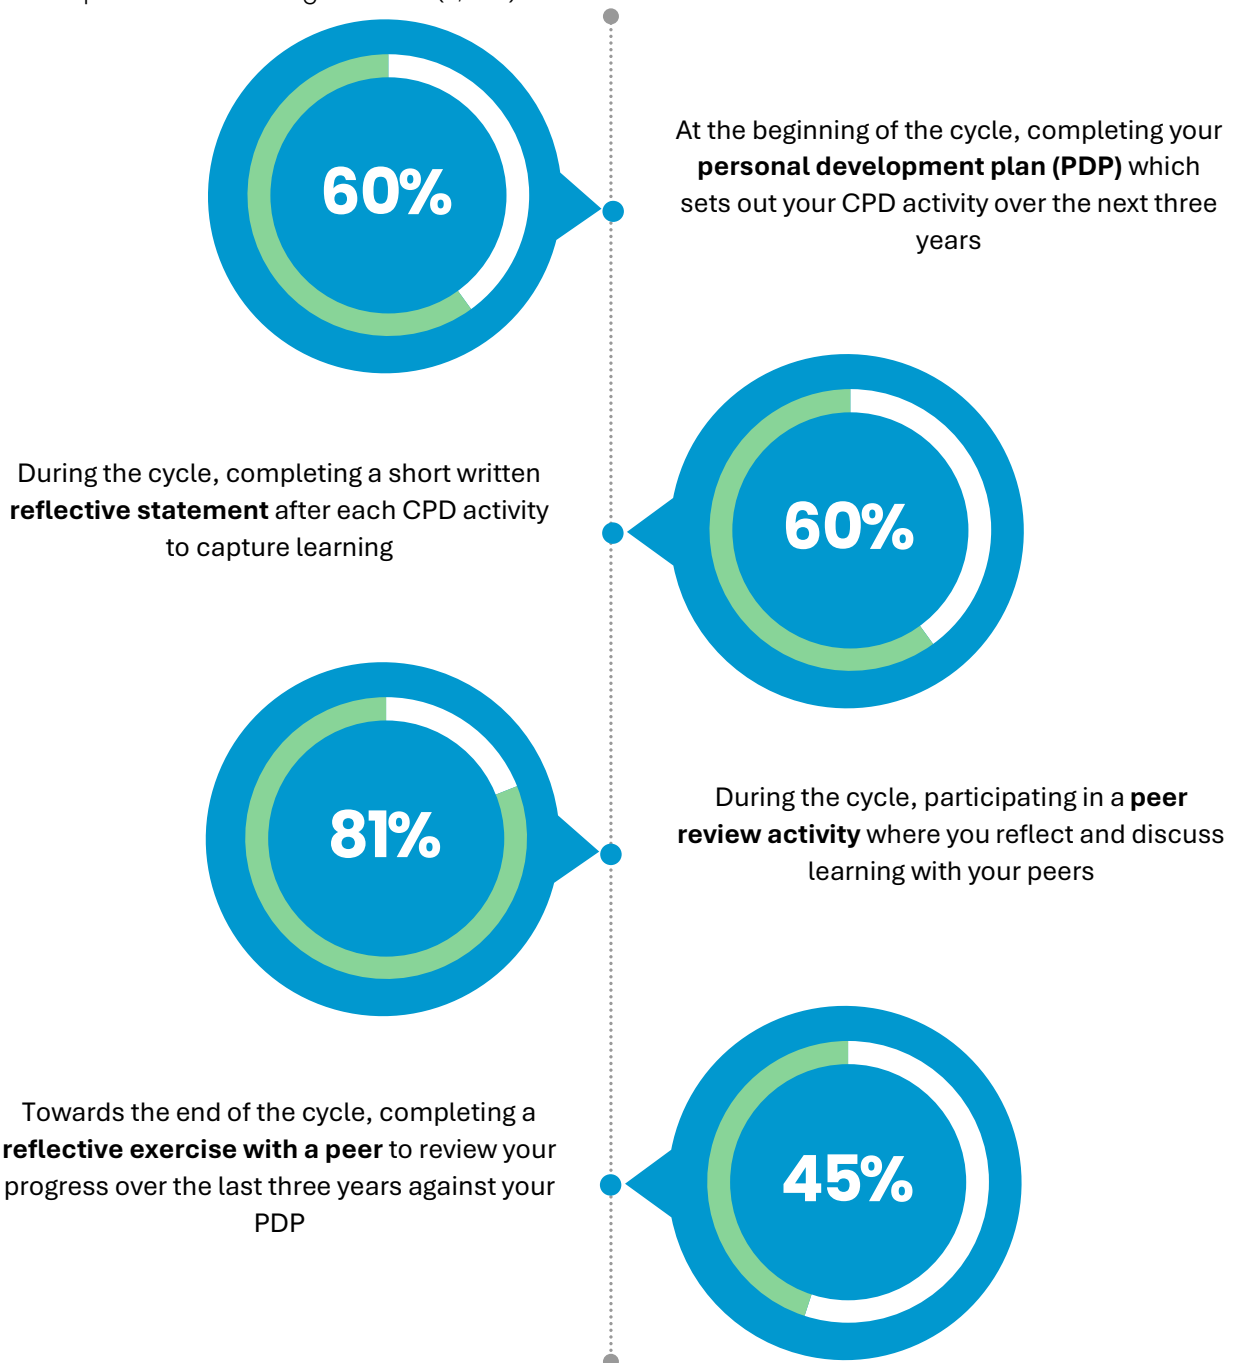 60%
At the beginning of the cycle, completing your
personal development plan (PDP) which
sets out your CPD activity over the next three
years
During the cycle, completing a short written
reflective statement after each CPD activity
to capture learning
60%
81%
During the cycle, participating in a peer
review activity where you reflect and discuss
learning with your peers
Towards the end of the cycle, completing a
reflective exercise with a peer to review your
progress over the last three years against your
PDP
45%